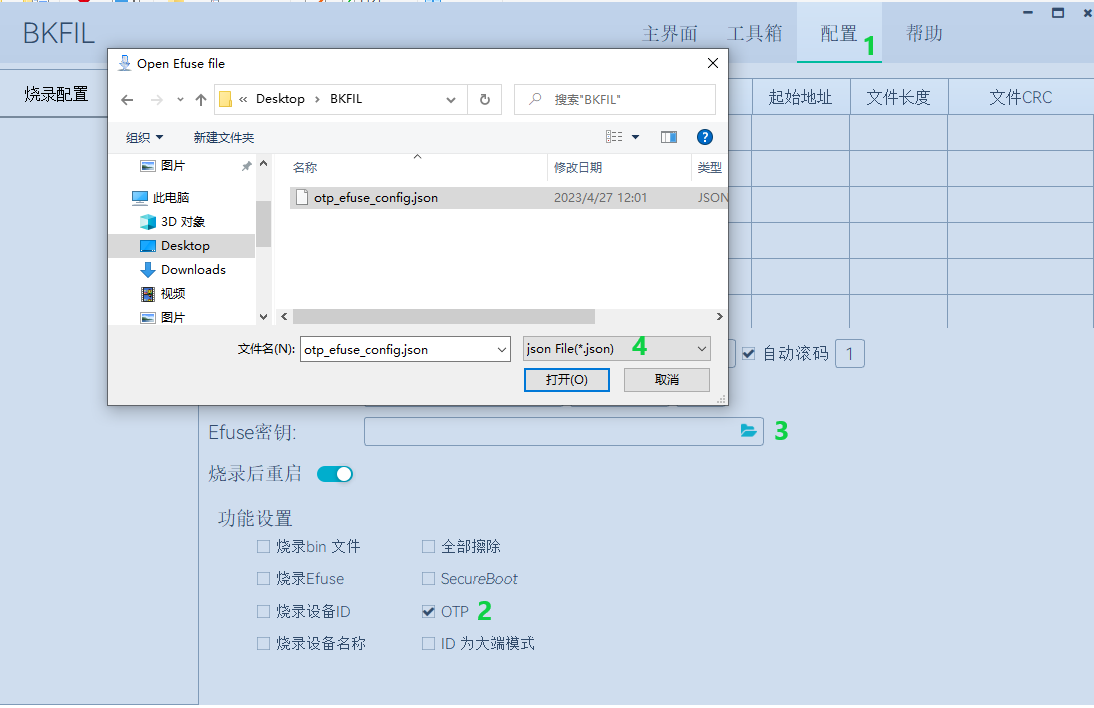 BKFIL
主界面 工具箱 配置 1 帮助
烧录配置
起始地址 文件长度 文件CRC
Open Efuse file
« Desktop › BKFIL
搜索"BKFIL"
组织 新建文件夹
名称 修改日期 类型
图片
此电脑
3D 对象
Desktop
Downloads
视频
图片
otp_efuse_config.json 2023/4/27 12:01 JSON
文件名(N): otp_efuse_config.json json File(*.json) 4
打开(O) 取消
自动滚码 1
Efuse密钥: 3
烧录后重启
功能设置
烧录bin 文件 全部擦除
烧录Efuse SecureBoot
烧录设备ID OTP 2
烧录设备名称 ID 为大端模式